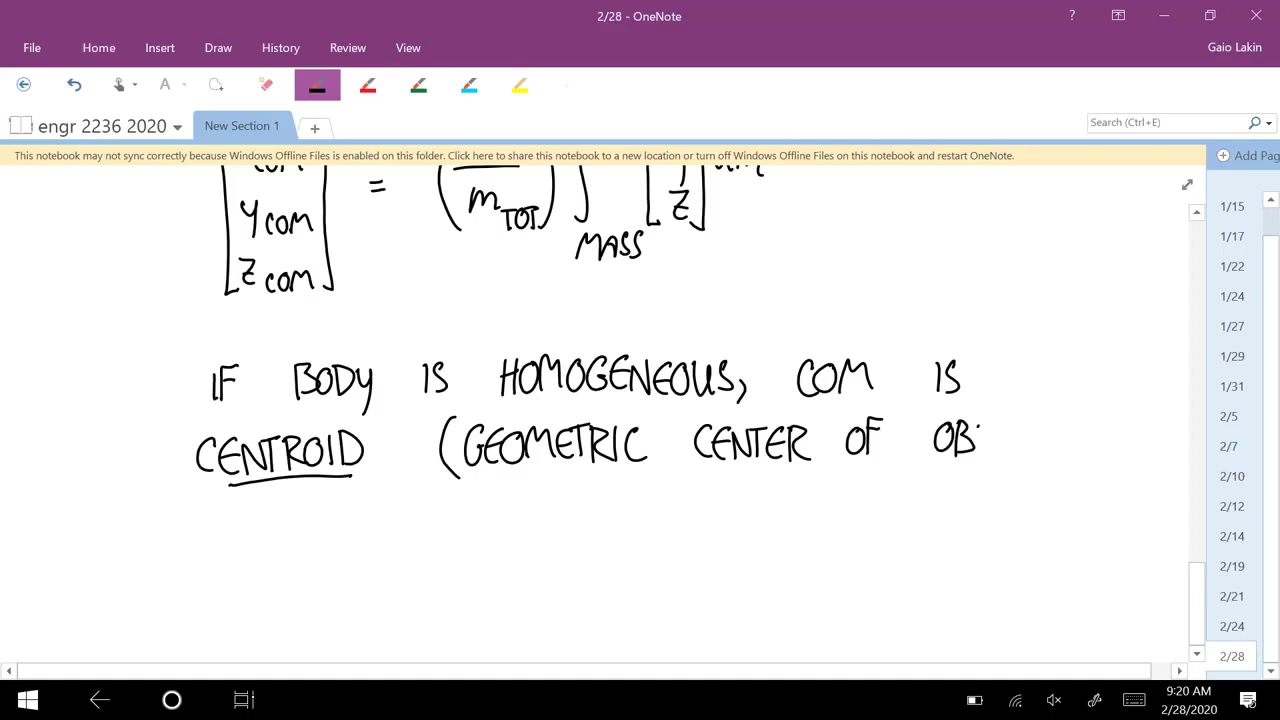 2/28 - OneNote
?
File Home Insert Draw History Review View
Gaio Lakin
A
engr 2236 2020
New Section 1
+
Search (Ctrl+E)
This notebook may not sync correctly because Windows Offline Files is enabled on this folder. Click here to share this notebook to a new location or turn off Windows Offline Files on this notebook and restart OneNote.
Add Pag
y COM
z COM
=
m TOT
∫
MASS
z
IF BODY IS HOMOGENEOUS, COM IS
CENTROID (GEOMETRIC CENTER OF OB
1/15
1/17
1/22
1/24
1/27
1/29
1/31
2/5
2/7
2/10
2/12
2/14
2/19
2/21
2/24
2/28
9:20 AM
2/28/2020